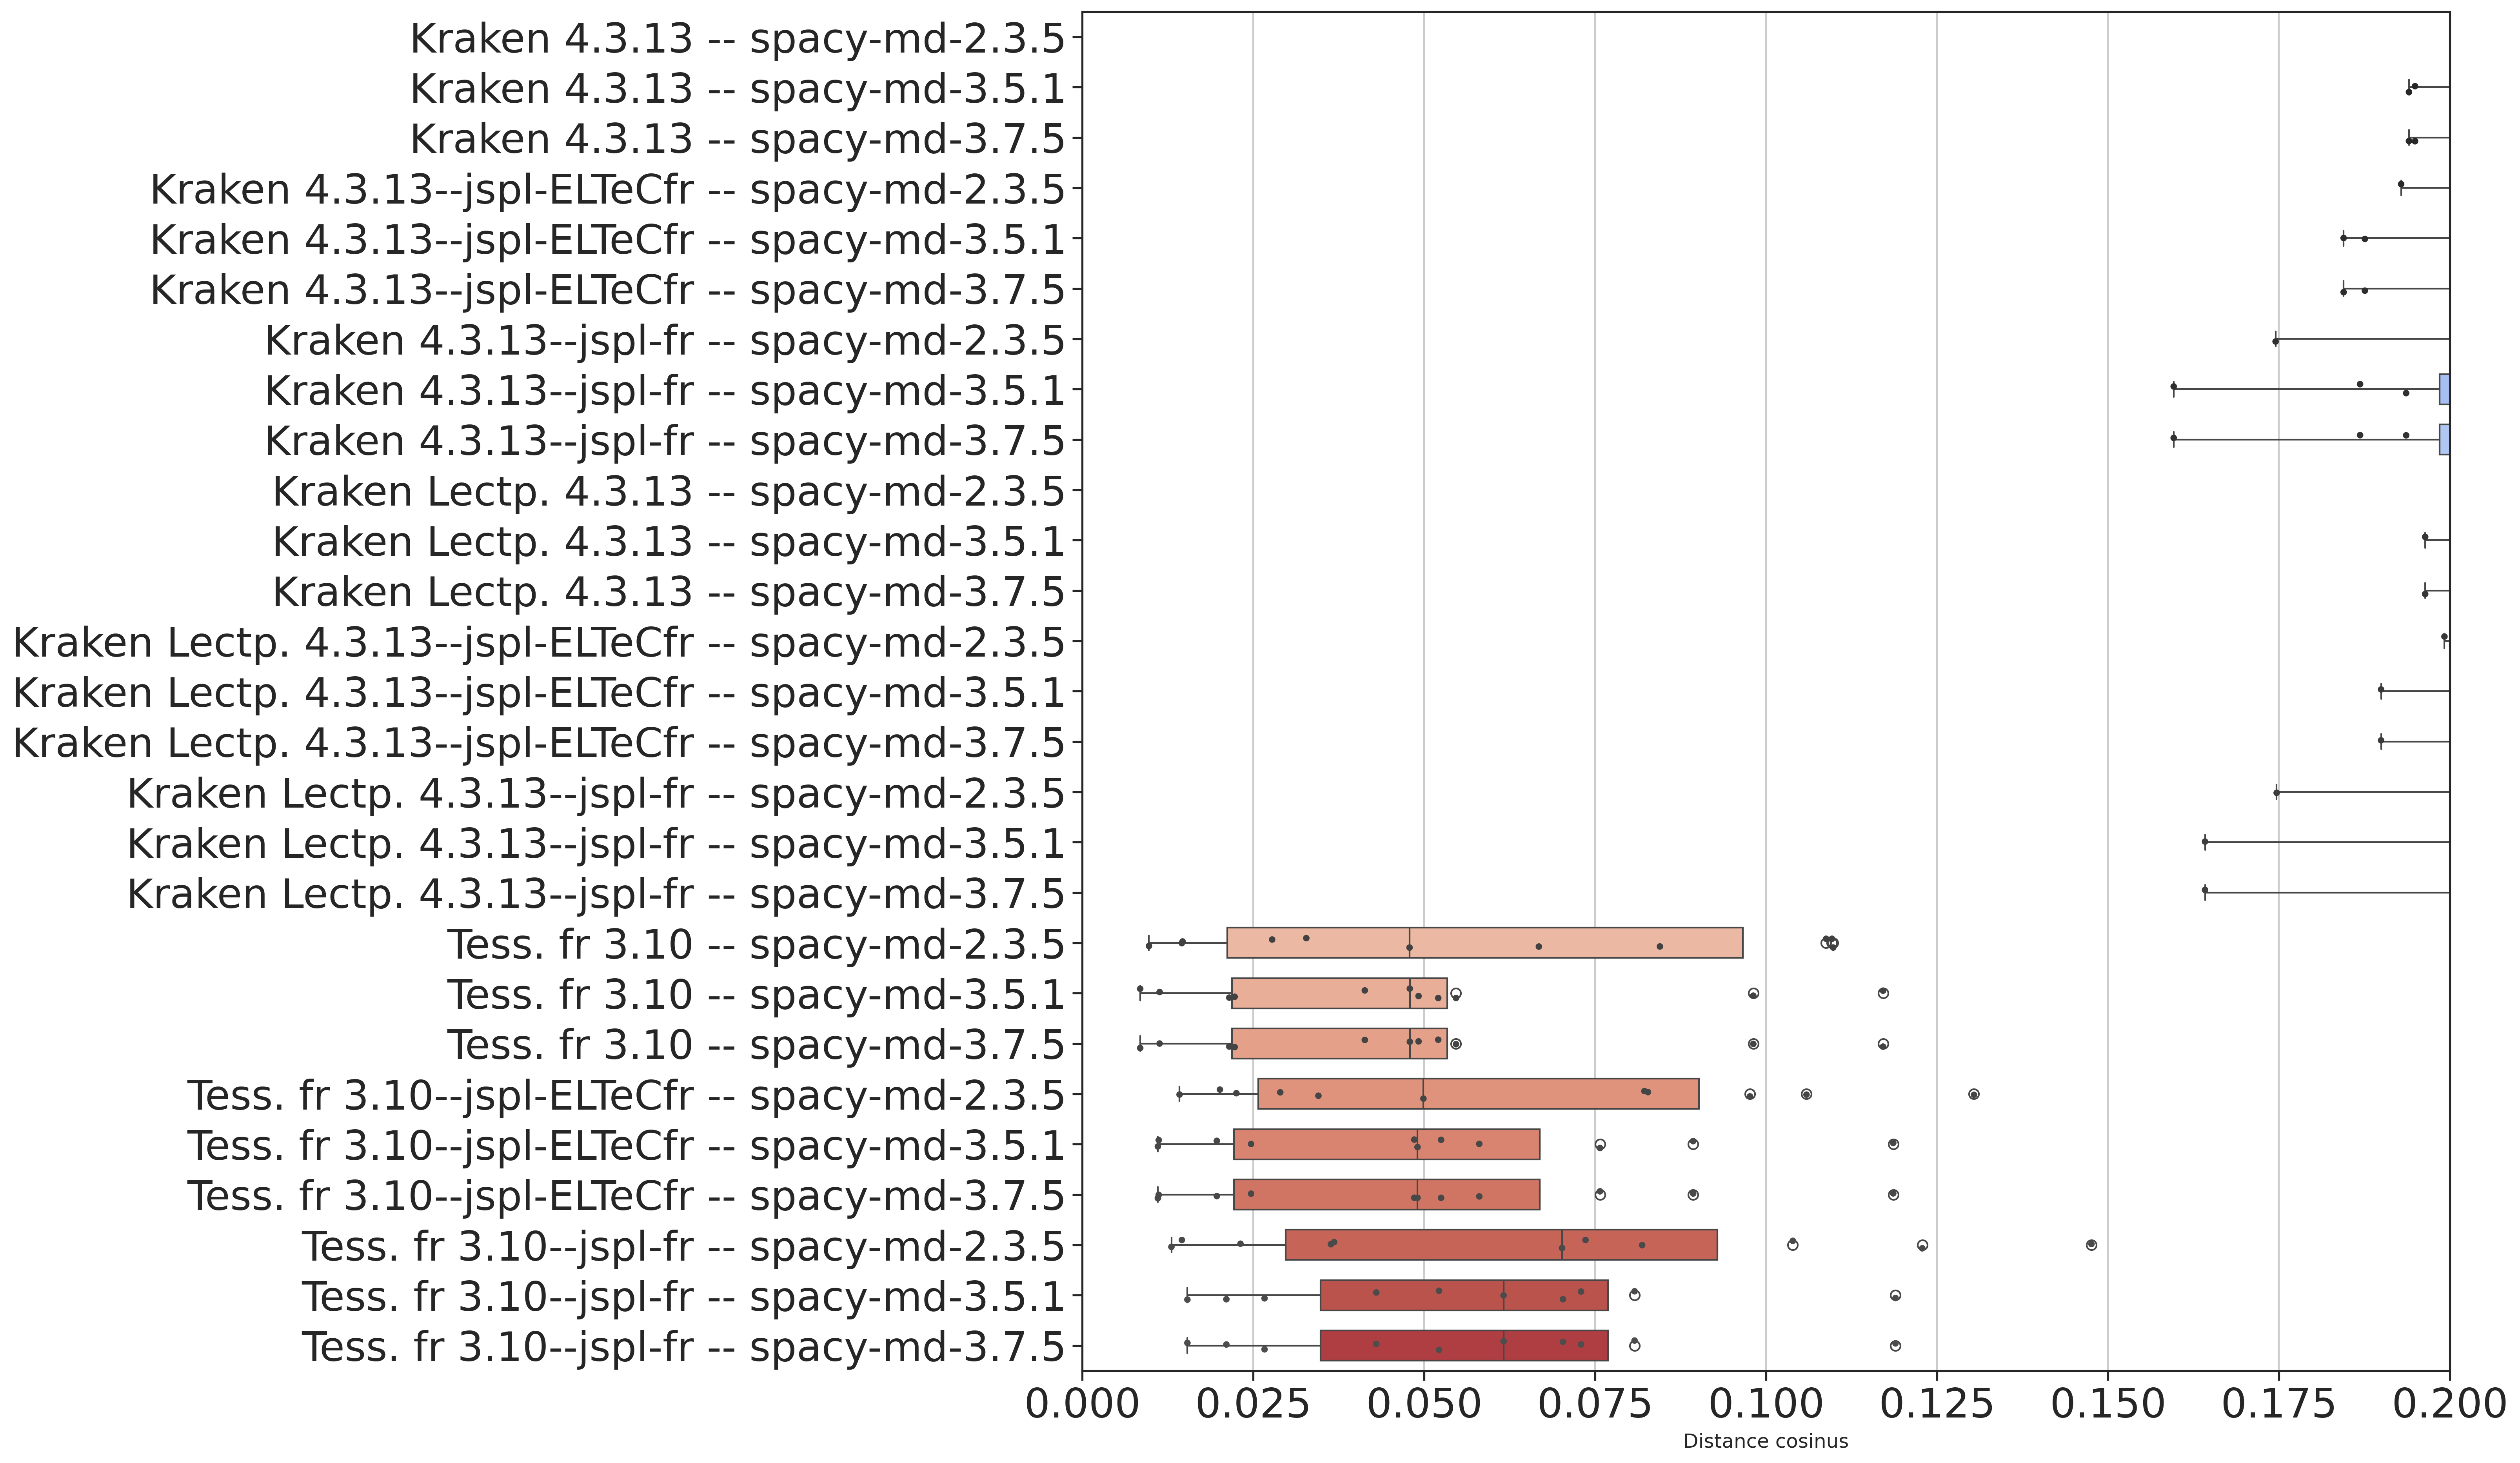 Kraken 4.3.13 -- spacy-md-2.3.5
Kraken 4.3.13 -- spacy-md-3.5.1
Kraken 4.3.13 -- spacy-md-3.7.5
Kraken 4.3.13--jspl-ELTeCfr -- spacy-md-2.3.5
Kraken 4.3.13--jspl-ELTeCfr -- spacy-md-3.5.1
Kraken 4.3.13--jspl-ELTeCfr -- spacy-md-3.7.5
Kraken 4.3.13--jspl-fr -- spacy-md-2.3.5
Kraken 4.3.13--jspl-fr -- spacy-md-3.5.1
Kraken 4.3.13--jspl-fr -- spacy-md-3.7.5
Kraken Lectp. 4.3.13 -- spacy-md-2.3.5
Kraken Lectp. 4.3.13 -- spacy-md-3.5.1
Kraken Lectp. 4.3.13 -- spacy-md-3.7.5
Kraken Lectp. 4.3.13--jspl-ELTeCfr -- spacy-md-2.3.5
Kraken Lectp. 4.3.13--jspl-ELTeCfr -- spacy-md-3.5.1
Kraken Lectp. 4.3.13--jspl-ELTeCfr -- spacy-md-3.7.5
Kraken Lectp. 4.3.13--jspl-fr -- spacy-md-2.3.5
Kraken Lectp. 4.3.13--jspl-fr -- spacy-md-3.5.1
Kraken Lectp. 4.3.13--jspl-fr -- spacy-md-3.7.5
Tess. fr 3.10 -- spacy-md-2.3.5
Tess. fr 3.10 -- spacy-md-3.5.1
Tess. fr 3.10 -- spacy-md-3.7.5
Tess. fr 3.10--jspl-ELTeCfr -- spacy-md-2.3.5
Tess. fr 3.10--jspl-ELTeCfr -- spacy-md-3.5.1
Tess. fr 3.10--jspl-ELTeCfr -- spacy-md-3.7.5
Tess. fr 3.10--jspl-fr -- spacy-md-2.3.5
Tess. fr 3.10--jspl-fr -- spacy-md-3.5.1
Tess. fr 3.10--jspl-fr -- spacy-md-3.7.5
0.000 0.025 0.050 0.075 0.100 0.125 0.150 0.175 0.200
Distance cosinus